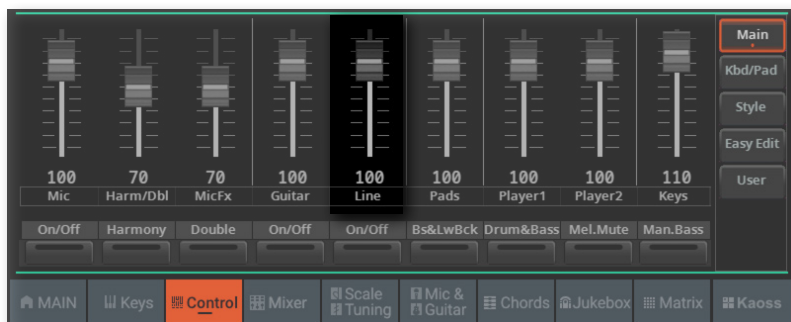 Main
Kbd/Pad
Style
Easy Edit
User
100 70 70 100 100 100 100 100 110
Mic Harm/Dbl MicFx Guitar Line Pads Player1 Player2 Keys
On/Off Harmony Double On/Off On/Off Bs&LwBck Drum&Bass Mel.Mute Man.Bass
MAIN Keys Control Mixer Scale Tuning Mic & Guitar Chords Jukebox Matrix Kaoss